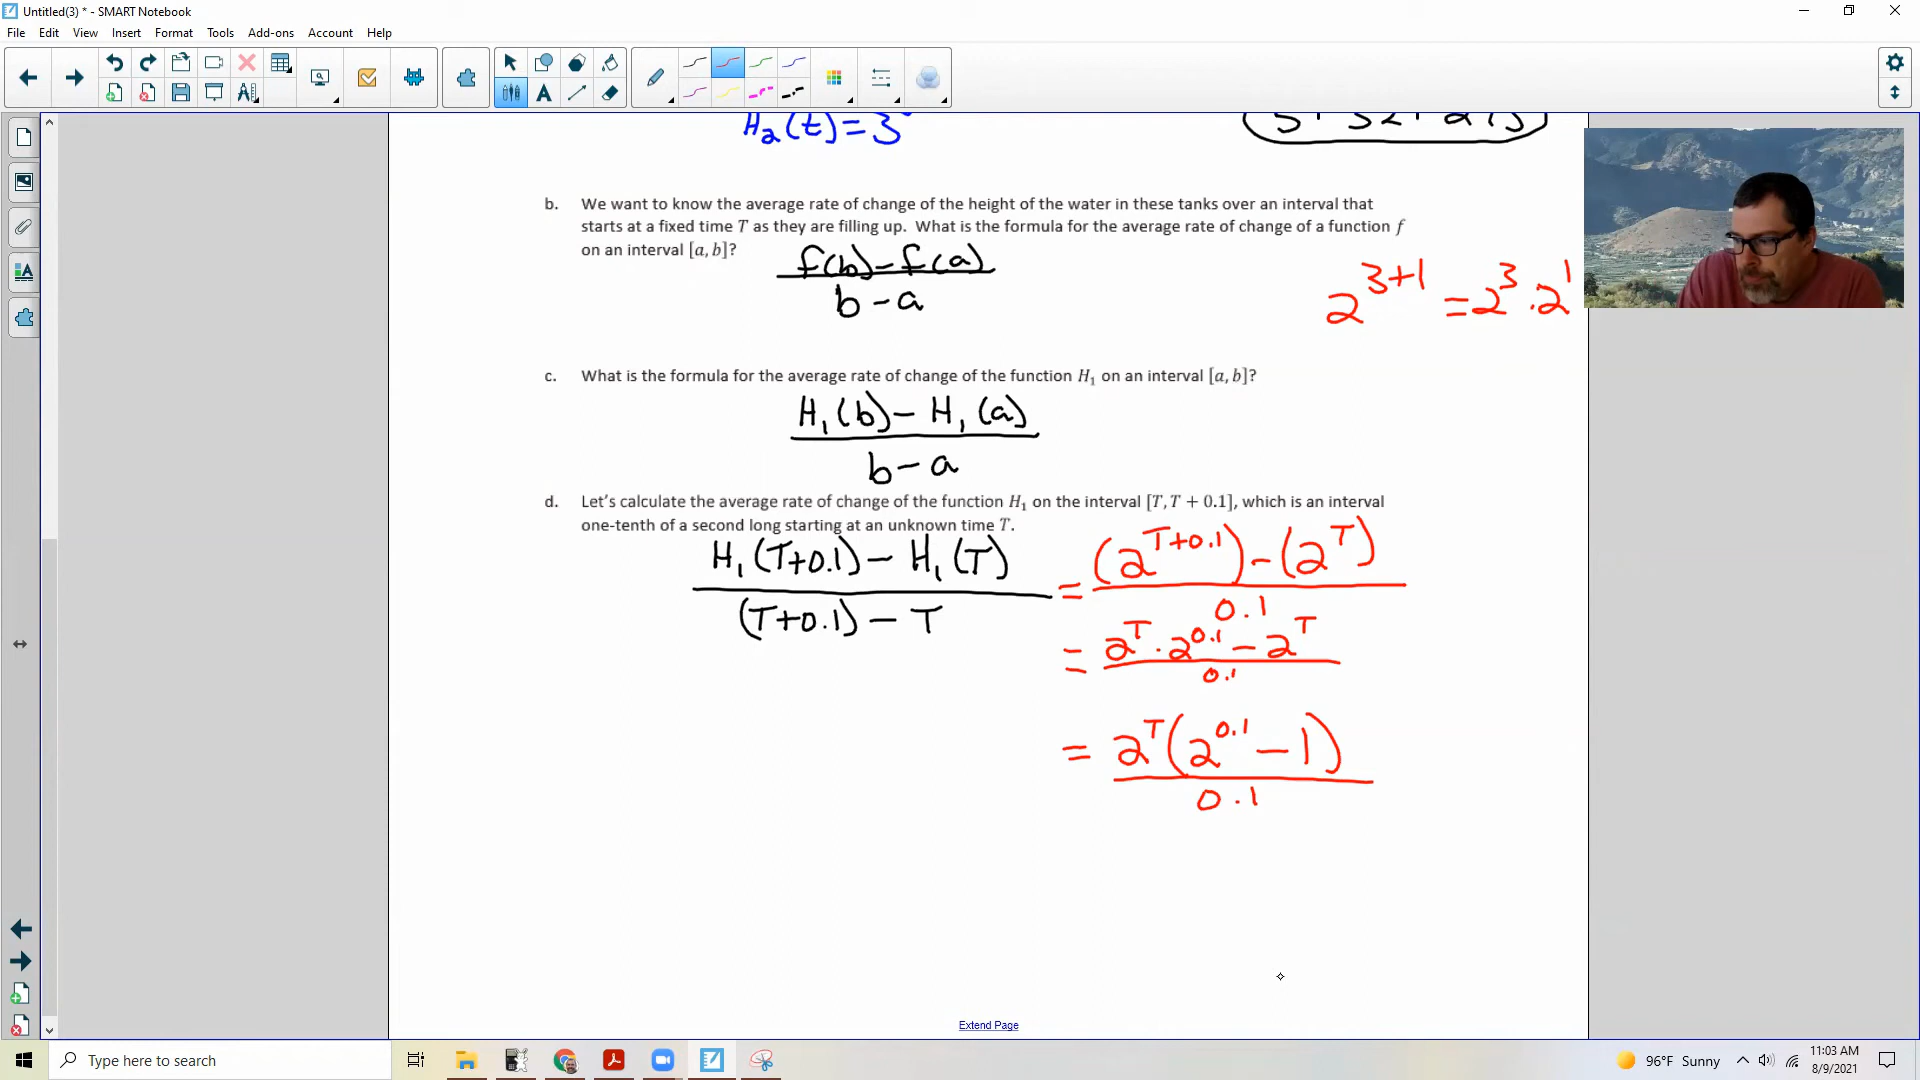 Untitled(3) * - SMART Notebook
File Edit View Insert Format Tools Add-ons Account Help
H₂(t) = 3
b. We want to know the average rate of change of the height of the water in these tanks over an interval that
starts at a fixed time T as they are filling up. What is the formula for the average rate of change of a function f
on an interval [a, b]?
f(b) – f(a)
b – a
2^(3+1) = 2^3 · 2^1
c. What is the formula for the average rate of change of the function H₁ on an interval [a, b]?
H₁(b) – H₁(a)
b – a
d. Let's calculate the average rate of change of the function H₁ on the interval [T, T + 0.1], which is an interval
one-tenth of a second long starting at an unknown time T.
H₁(T+0.1) – H₁(T)
(T+0.1) – T
= (2^(T+0.1)) – (2^T)
0.1
= 2^T · 2^0.1 – 2^T
0.1
= 2^T (2^0.1 – 1)
0.1
Extend Page
Type here to search
96°F Sunny
11:03 AM
8/9/2021